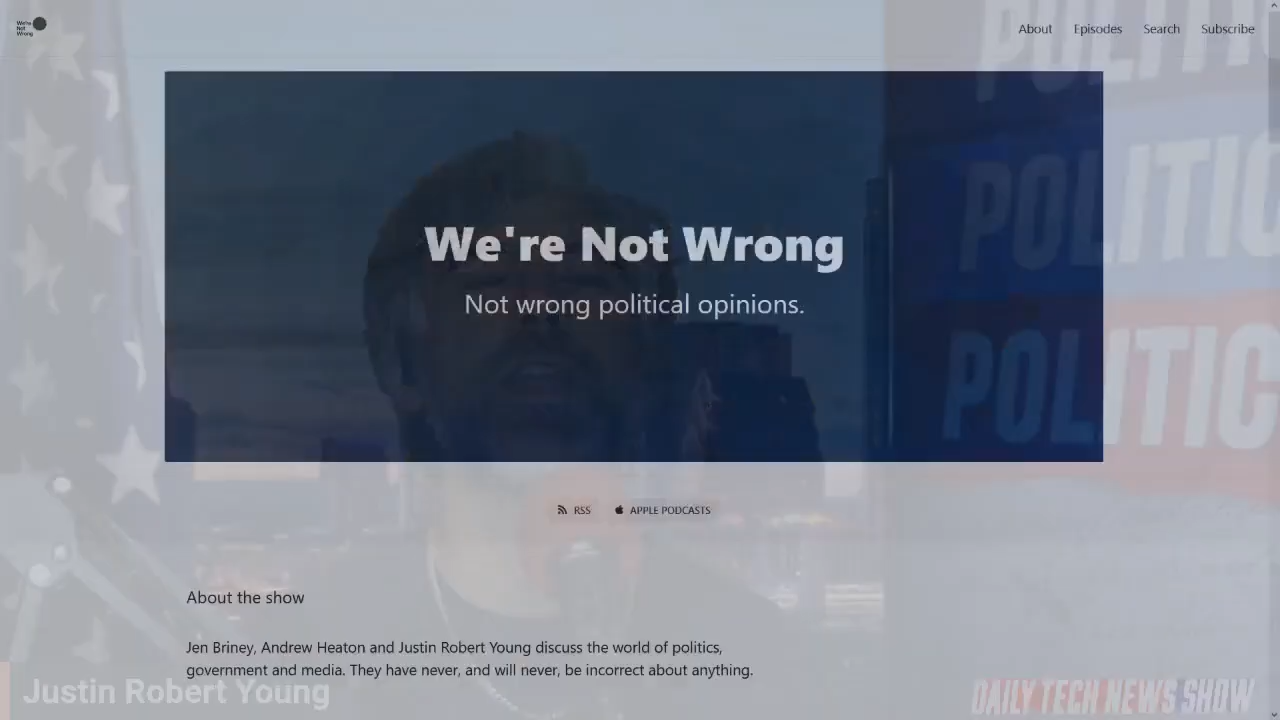 We're
Not
Wrong
About
Episodes
Search
Subscribe
POLITI
POLITIC
POLITIC
We're Not Wrong
Not wrong political opinions.
RSS
APPLE PODCASTS
About the show
Jen Briney, Andrew Heaton and Justin Robert Young discuss the world of politics,
government and media. They have never, and will never, be incorrect about anything.
Justin Robert Young
DAILY TECH NEWS SHOW